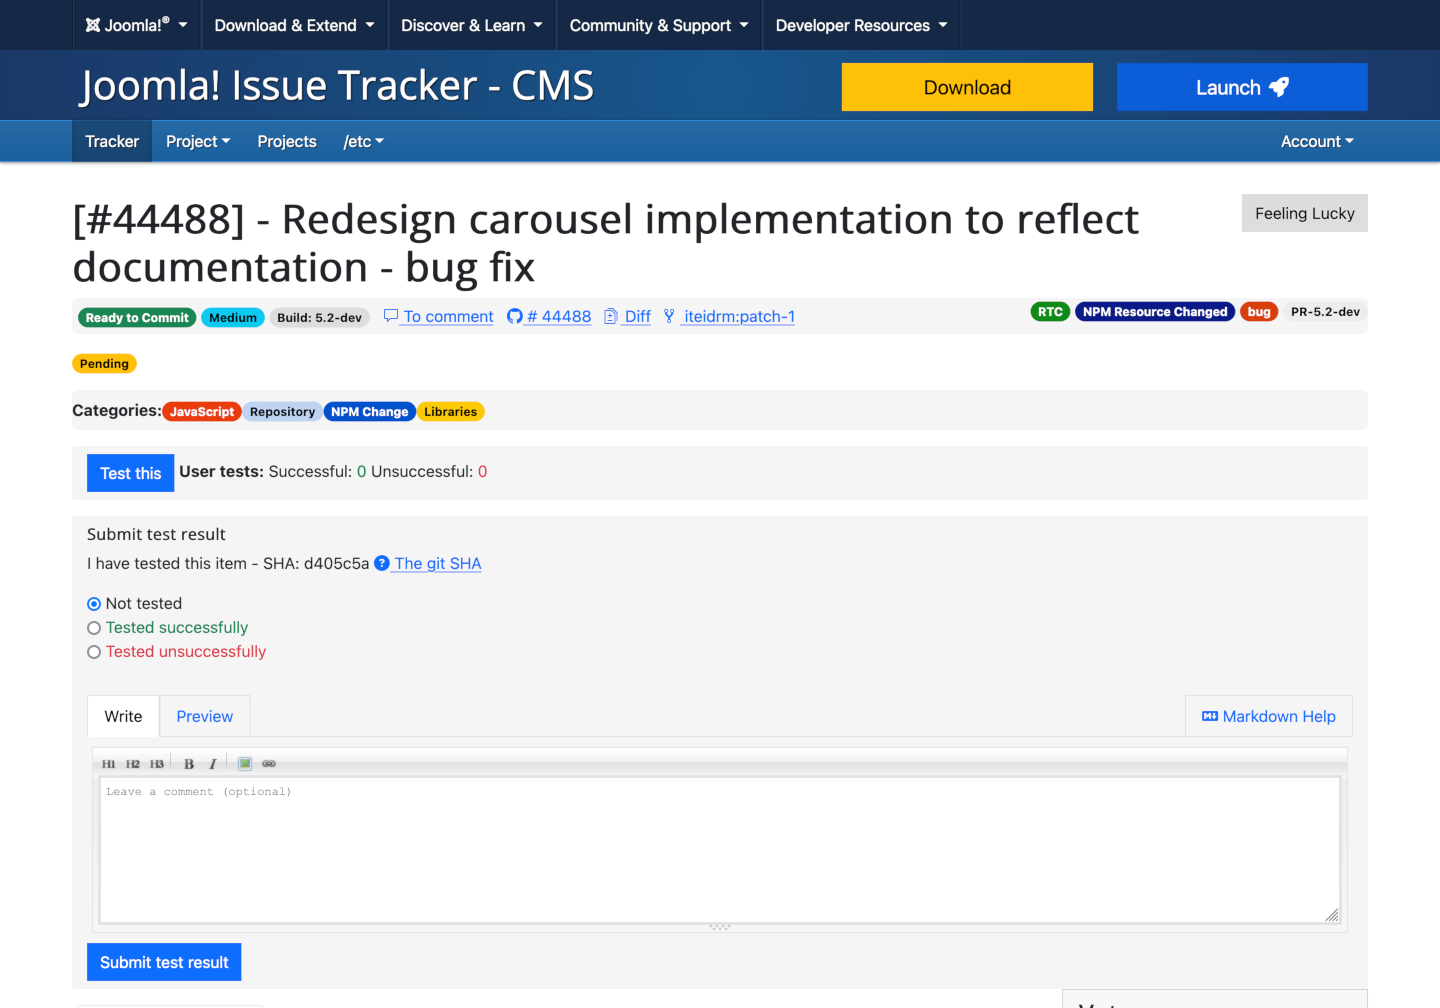 Joomla!®
Download & Extend
Discover & Learn
Community & Support
Developer Resources
Joomla! Issue Tracker - CMS
Download
Launch
Tracker
Project
Projects
/etc
Account
[#44488] - Redesign carousel implementation to reflect
documentation - bug fix
Feeling Lucky
Ready to Commit Medium Build: 5.2-dev To comment # 44488 Diff iteidrm:patch-1
RTC NPM Resource Changed bug PR-5.2-dev
Pending
Categories: JavaScript Repository NPM Change Libraries
Test this User tests: Successful: 0 Unsuccessful: 0
Submit test result
I have tested this item - SHA: d405c5a The git SHA
Not tested
Tested successfully
Tested unsuccessfully
Write
Preview
Markdown Help
H1 H2 H3 B I
Leave a comment (optional)
Submit test result